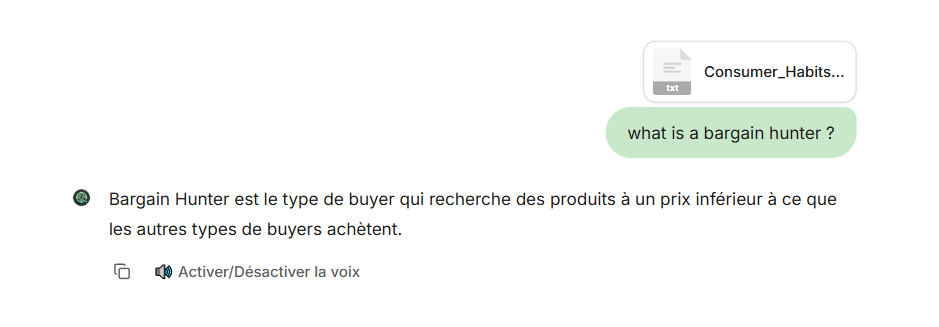 Consumer_Habits...
txt
what is a bargain hunter ?
Bargain Hunter est le type de buyer qui recherche des produits à un prix inférieur à ce que
les autres types de buyers achètent.
Activer/Désactiver la voix